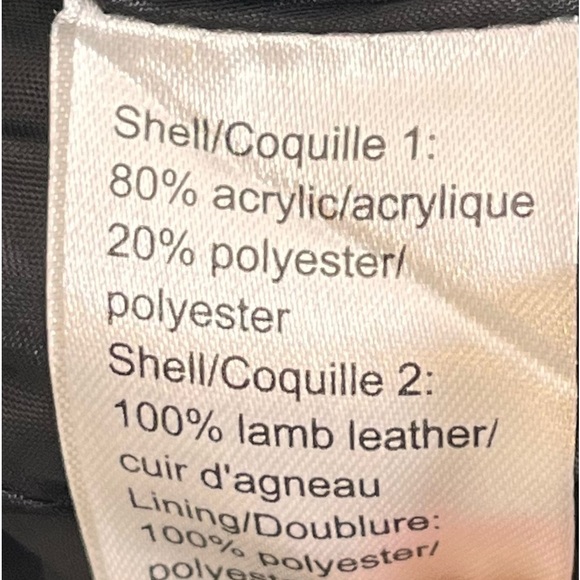 Shell/Coquille 1:
80% acrylic/acrylique
20% polyester/
polyester
Shell/Coquille 2:
100% lamb leather/
cuir d'agneau
Lining/Doublure:
100% polyester/